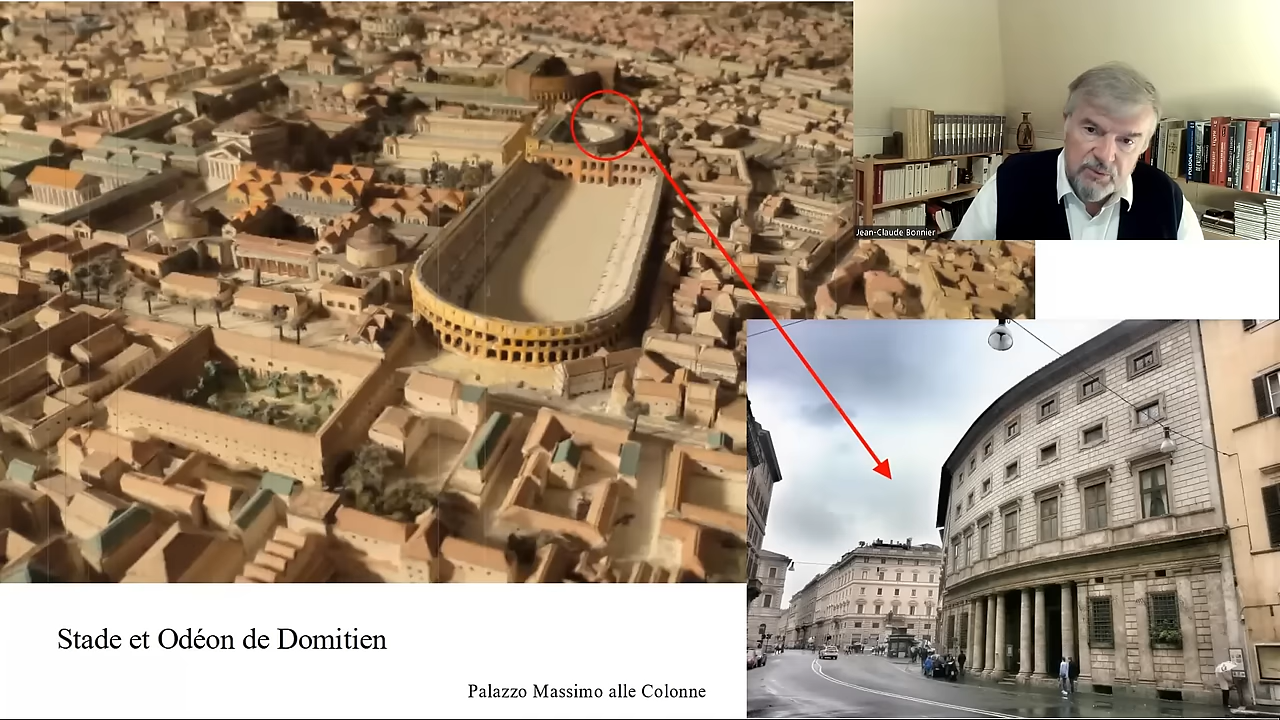 Jean-Claude Bonnier
Stade et Odéon de Domitien
Palazzo Massimo alle Colonne